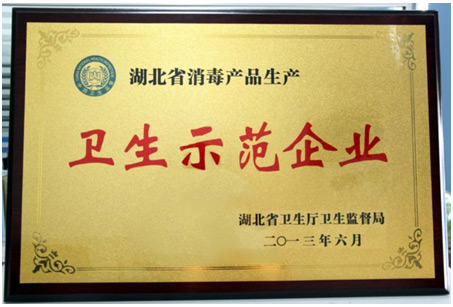 湖北省消毒产品生产
卫生示范企业
湖北省卫生厅卫生监督局
二〇一三年六月